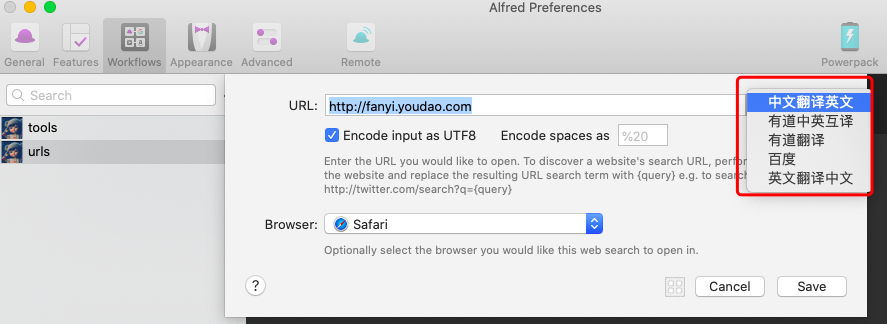 Alfred Preferences
General Features Workflows Appearance Advanced Remote Powerpack
Search
tools
urls
URL: http://fanyi.youdao.com
Encode input as UTF8 Encode spaces as %20
Enter the URL you would like to open. To discover a website's search URL, perfor
the website and replace the resulting URL search term with {query} e.g. to search
http://twitter.com/search?q={query}
中文翻译英文
有道中英互译
有道翻译
百度
英文翻译中文
Browser: Safari
Optionally select the browser you would like this web search to open in.
? Cancel Save